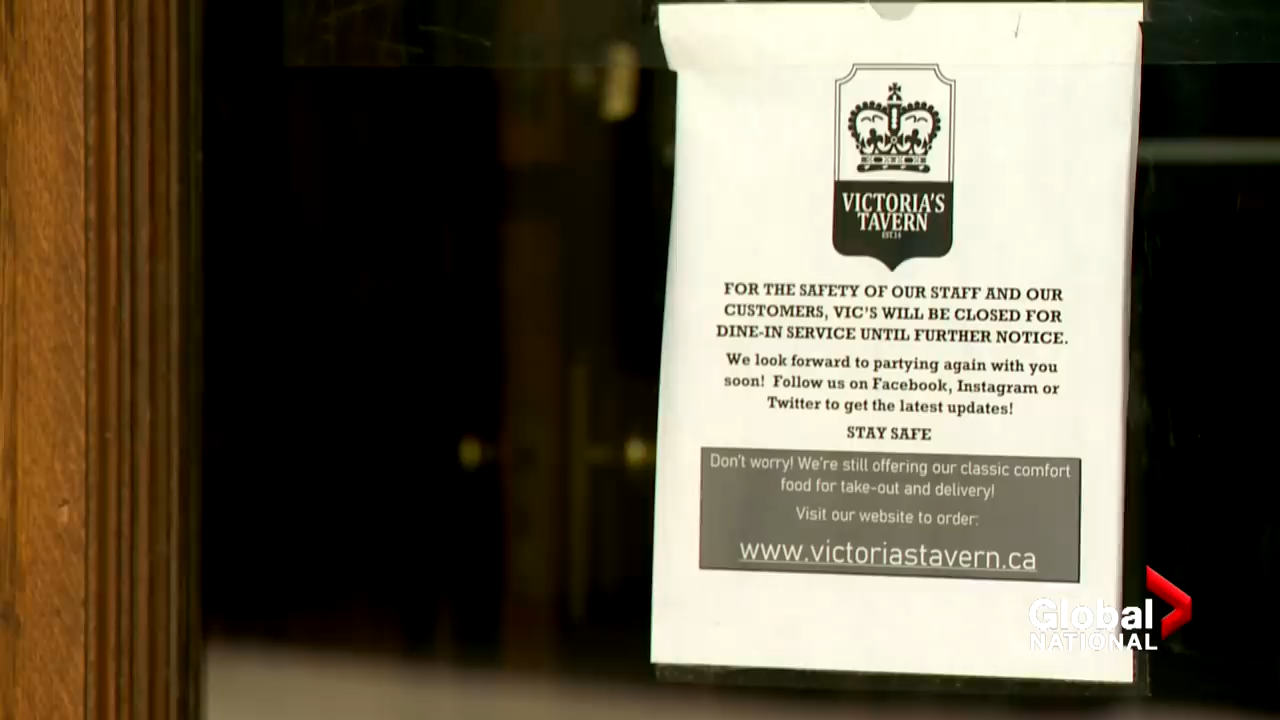 VICTORIA'S
TAVERN
EST.14
FOR THE SAFETY OF OUR STAFF AND OUR
CUSTOMERS, VIC'S WILL BE CLOSED FOR
DINE-IN SERVICE UNTIL FURTHER NOTICE.
We look forward to partying again with you
soon! Follow us on Facebook, Instagram or
Twitter to get the latest updates!
STAY SAFE
Don't worry! We're still offering our classic comfort
food for take-out and delivery!
Visit our website to order:
www.victoriastavern.ca
Global
NATIONAL